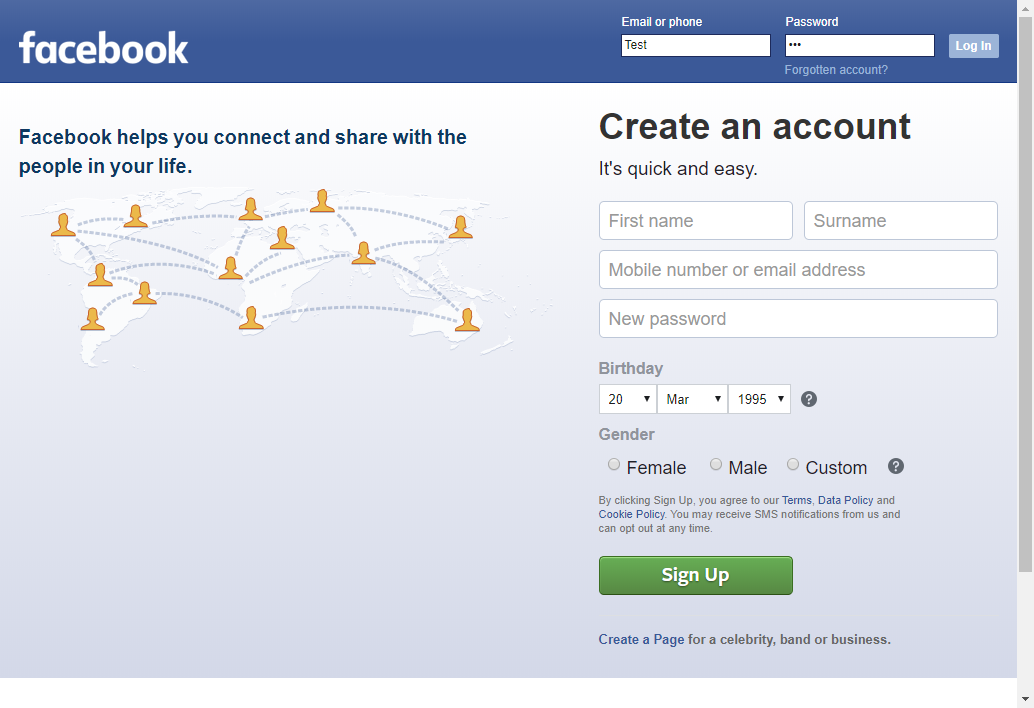 facebook
Email or phone
Password
Test
•••
Log In
Forgotten account?
Facebook helps you connect and share with the
people in your life.
Create an account
It's quick and easy.
First name
Surname
Mobile number or email address
New password
Birthday
20
Mar
1995
?
Gender
Female
Male
Custom
?
By clicking Sign Up, you agree to our Terms, Data Policy and
Cookie Policy. You may receive SMS notifications from us and
can opt out at any time.
Sign Up
Create a Page for a celebrity, band or business.